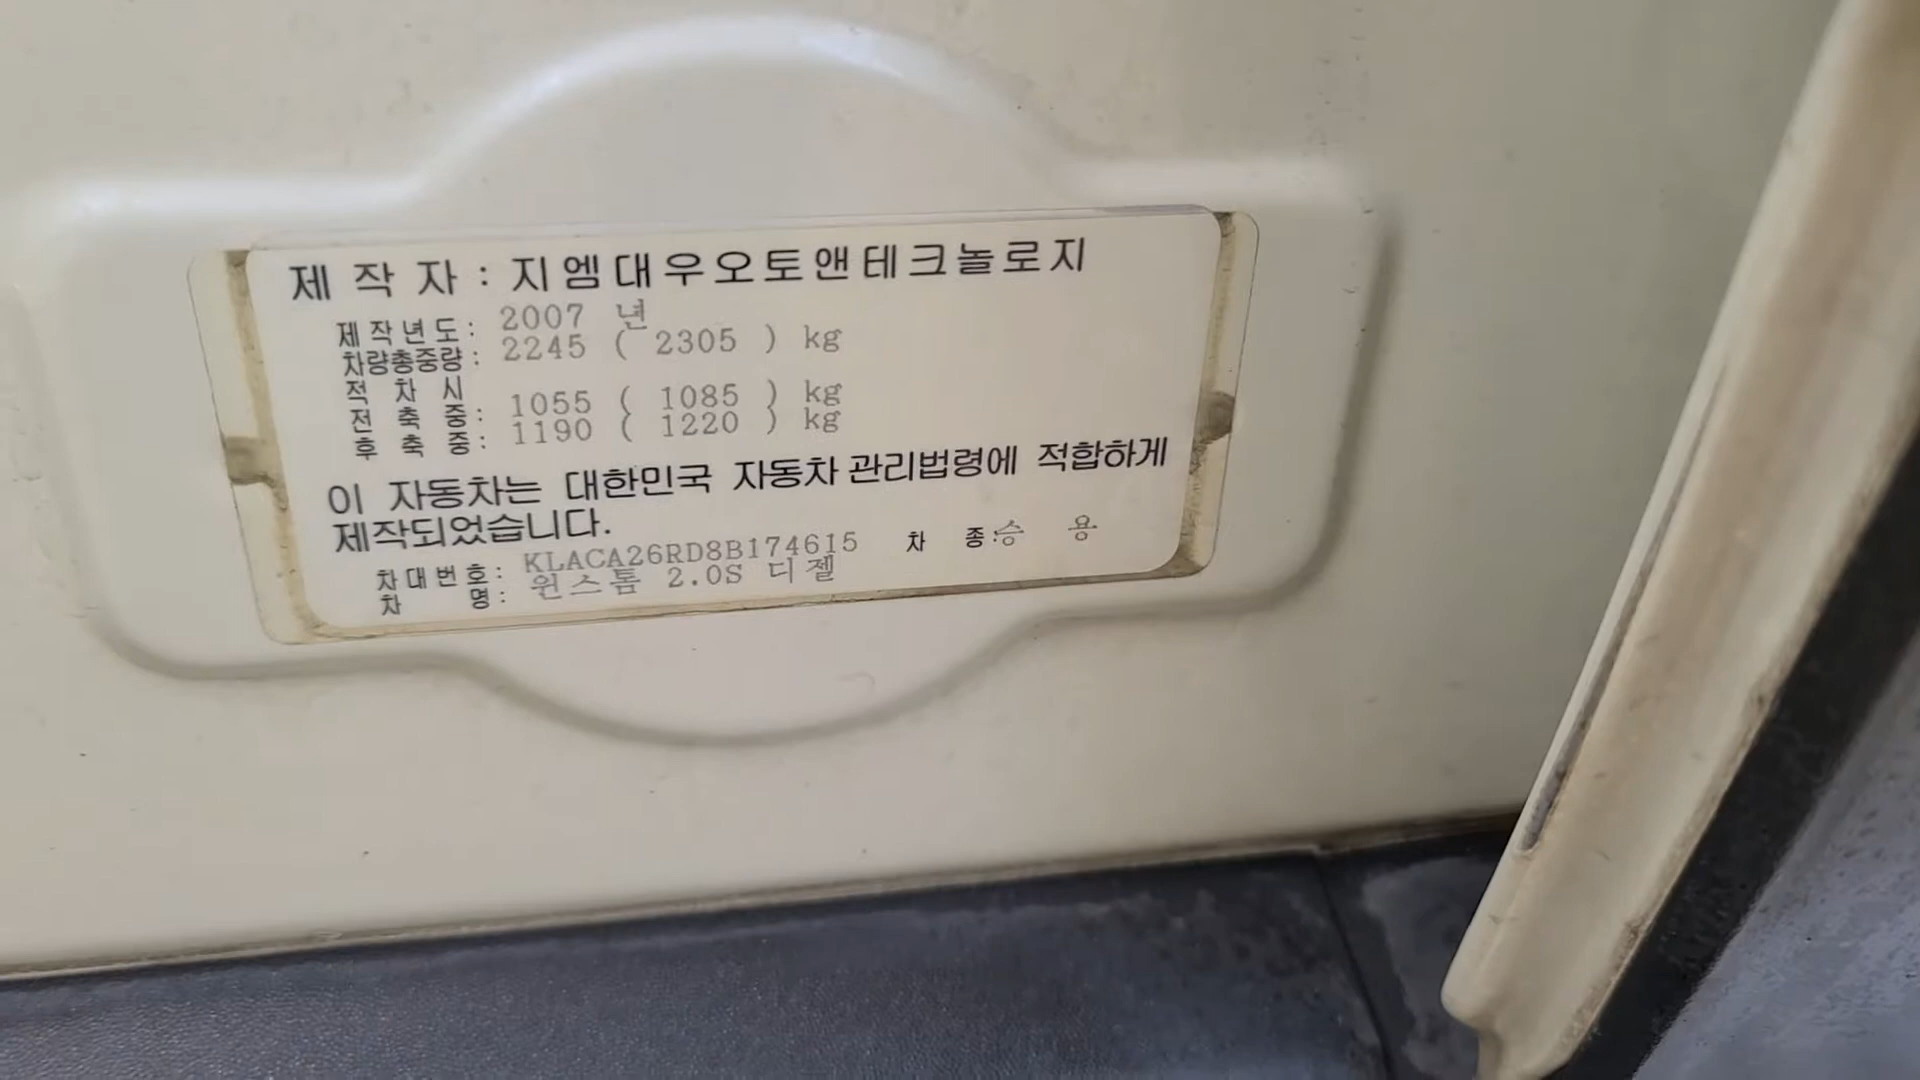 제 작 자 : 지엠대우오토앤테크놀로지
제작년도: 2007 년
차량총중량: 2245 ( 2305 ) kg
적 차 시
전 축 중: 1055 ( 1085 ) kg
후 축 중: 1190 ( 1220 ) kg
이 자동차는 대한민국 자동차 관리법령에 적합하게
제작되었습니다.
차대번호: KLACA26RD8B174615 차 종: 승 용
차 명: 윈스톰 2.0S 디젤